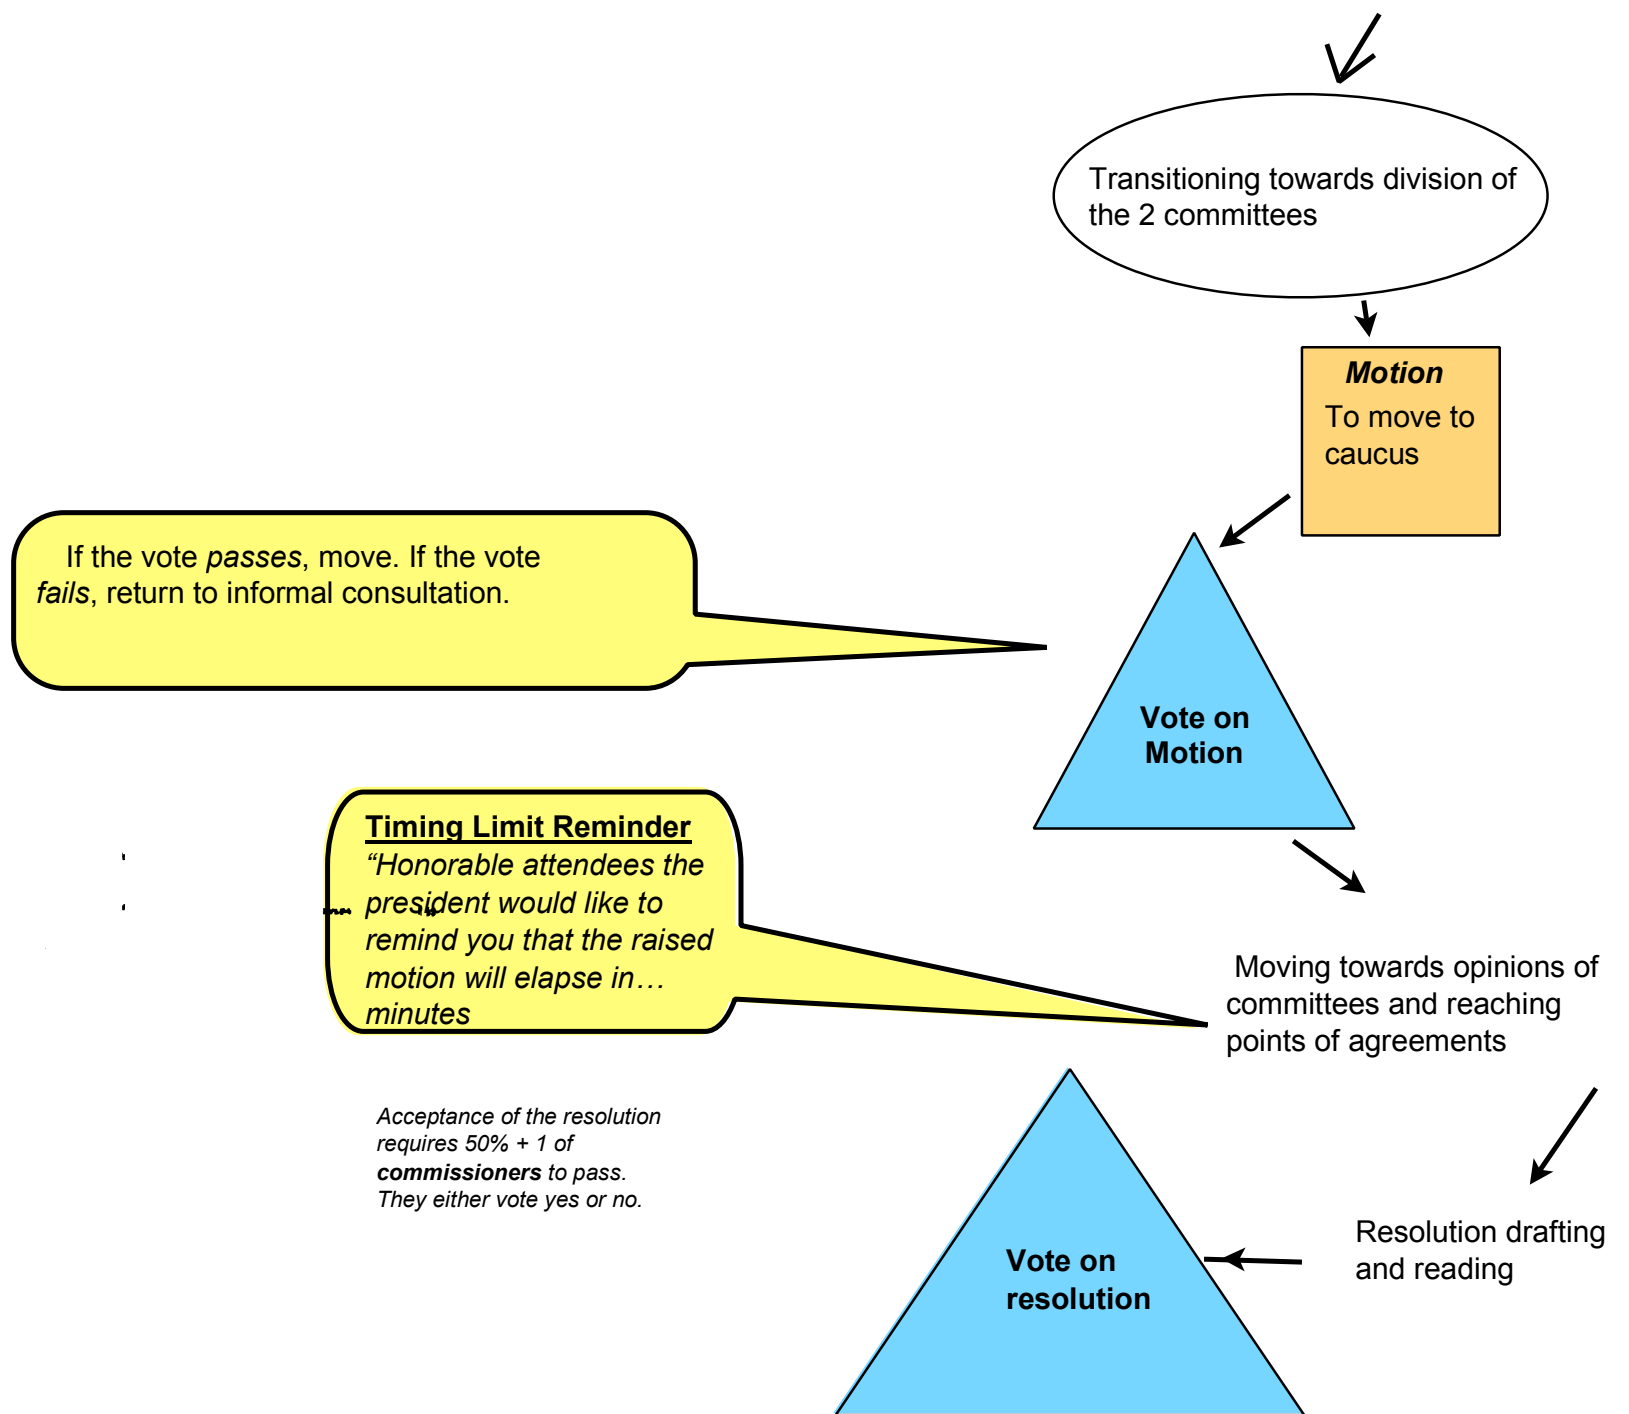 Transitioning towards division of
the 2 committees
Motion
To move to
caucus
If the vote passes, move. If the vote
fails, return to informal consultation.
Vote on
Motion
Timing Limit Reminder
“Honorable attendees the
president would like to
remind you that the raised
motion will elapse in…
minutes
Moving towards opinions of
committees and reaching
points of agreements
Acceptance of the resolution
requires 50% + 1 of
commissioners to pass.
They either vote yes or no.
Resolution drafting
and reading
Vote on
resolution